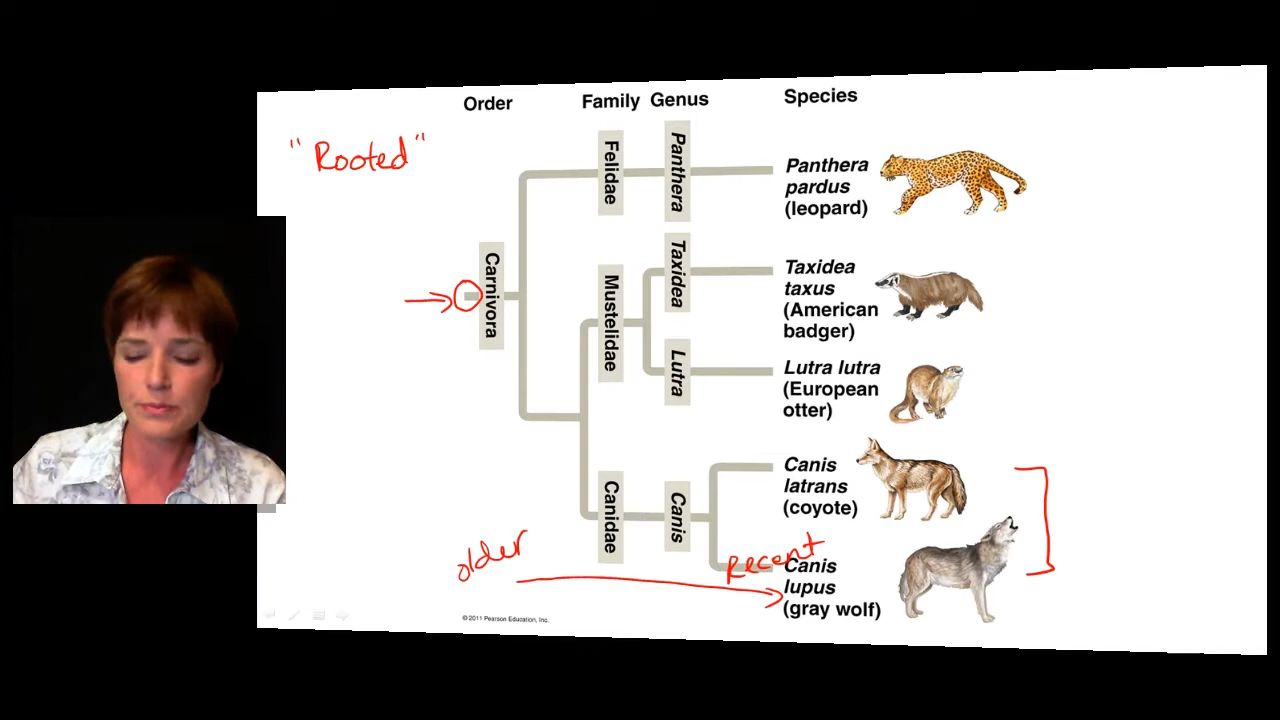 Order
Family
Genus
Species
"Rooted"
Felidae
Panthera
Panthera
pardus
(leopard)
Carnivora
Mustelidae
Taxidea
Taxidea
taxus
(American
badger)
Lutra
Lutra lutra
(European
otter)
Canidae
Canis
Canis
latrans
(coyote)
older
Recent
Canis
lupus
(gray wolf)
© 2011 Pearson Education, Inc.